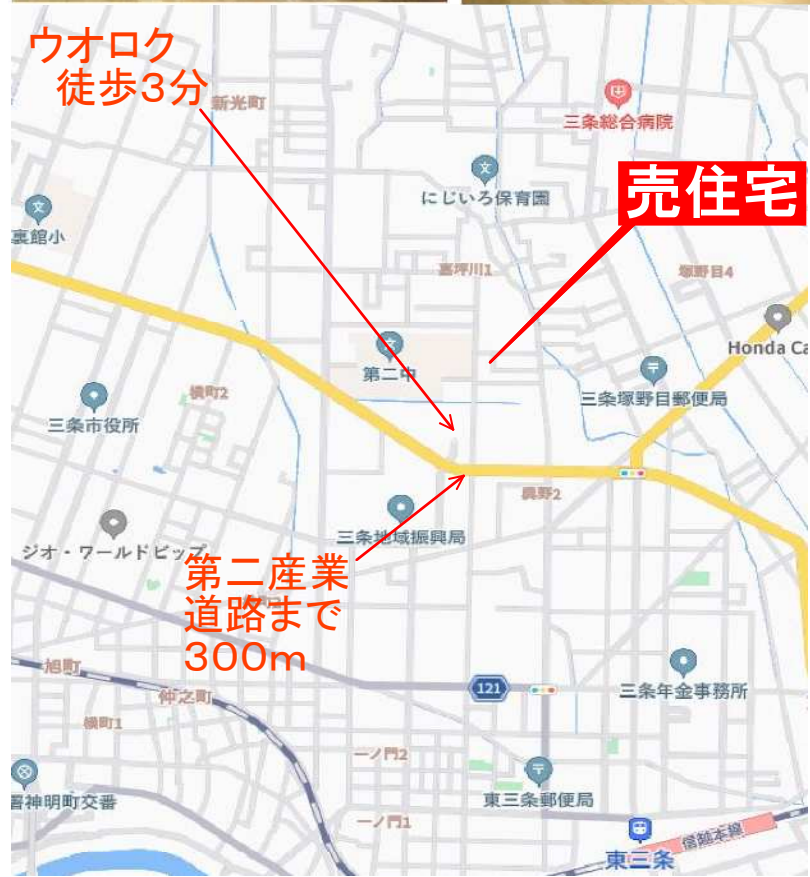 ウオロク
徒歩3分
新光町
三条総合病院
にじいろ保育園
売住宅
裏館小
嘉坪川1
塚野目4
Honda Ca
第二中
三条塚野目郵便局
横町2
三条市役所
興野2
三条地域振興局
ジオ・ワールドビップ
第二産業
道路まで
300m
旭町
仲之町
121
三条年金事務所
横町1
一ノ門2
署神明町交番
東三条郵便局
一ノ門1
信越本線
東三条